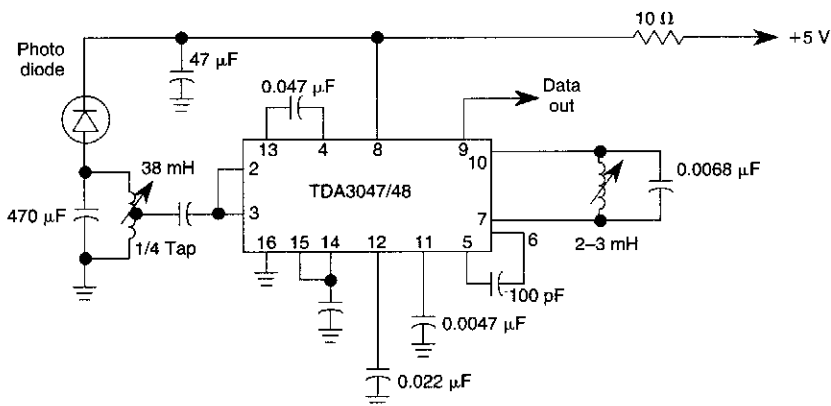 10 Ω
+5 V
Photo
diode
47 μF
0.047 μF
Data
out
13 4 8 9
10
38 mH
2
TDA3047/48
0.0068 μF
470 μF
3
7
1/4 Tap
16 15 14 12 11 5 6
2–3 mH
100 pF
0.0047 μF
0.022 μF